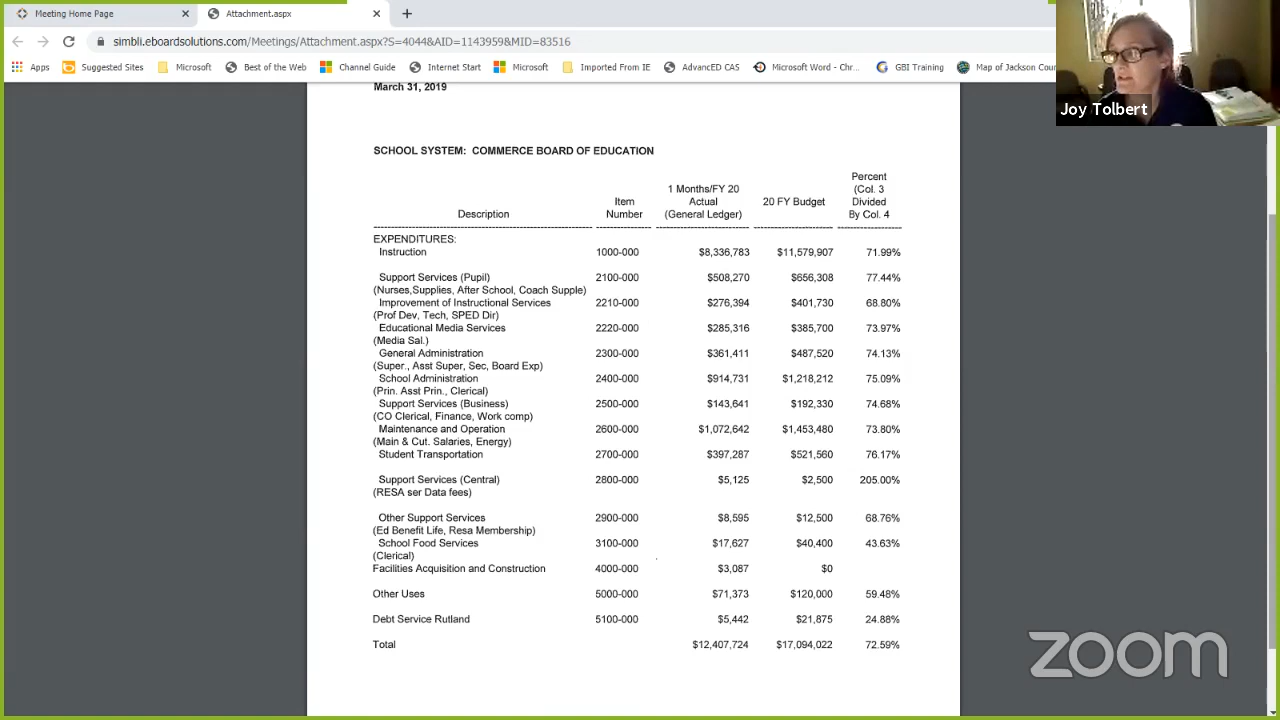 Meeting Home Page
Attachment.aspx
simbli.eboardsolutions.com/Meetings/Attachment.aspx?S=4044&AID=1143959&MID=83516
Apps Suggested Sites Microsoft Best of the Web Channel Guide Internet Start Microsoft Imported From IE AdvancED CAS Microsoft Word - Chr... GBI Training Map of Jackson Coun
Joy Tolbert
March 31, 2019
SCHOOL SYSTEM: COMMERCE BOARD OF EDUCATION
Percent
1 Months/FY 20 (Col. 3
Item Actual 20 FY Budget Divided
Description Number (General Ledger) By Col. 4
EXPENDITURES:
Instruction 1000-000 $8,336,783 $11,579,907 71.99%
Support Services (Pupil) 2100-000 $508,270 $656,308 77.44%
(Nurses,Supplies, After School, Coach Supple)
Improvement of Instructional Services 2210-000 $276,394 $401,730 68.80%
(Prof Dev, Tech, SPED Dir)
Educational Media Services 2220-000 $285,316 $385,700 73.97%
(Media Sal.)
General Administration 2300-000 $361,411 $487,520 74.13%
(Super., Asst Super, Sec, Board Exp)
School Administration 2400-000 $914,731 $1,218,212 75.09%
(Prin. Asst Prin., Clerical)
Support Services (Business) 2500-000 $143,641 $192,330 74.68%
(CO Clerical, Finance, Work comp)
Maintenance and Operation 2600-000 $1,072,642 $1,453,480 73.80%
(Main & Cut. Salaries, Energy)
Student Transportation 2700-000 $397,287 $521,560 76.17%
Support Services (Central) 2800-000 $5,125 $2,500 205.00%
(RESA ser Data fees)
Other Support Services 2900-000 $8,595 $12,500 68.76%
(Ed Benefit Life, Resa Membership)
School Food Services 3100-000 $17,627 $40,400 43.63%
(Clerical)
Facilities Acquisition and Construction 4000-000 $3,087 $0
Other Uses 5000-000 $71,373 $120,000 59.48%
Debt Service Rutland 5100-000 $5,442 $21,875 24.88%
Total $12,407,724 $17,094,022 72.59%
zoom